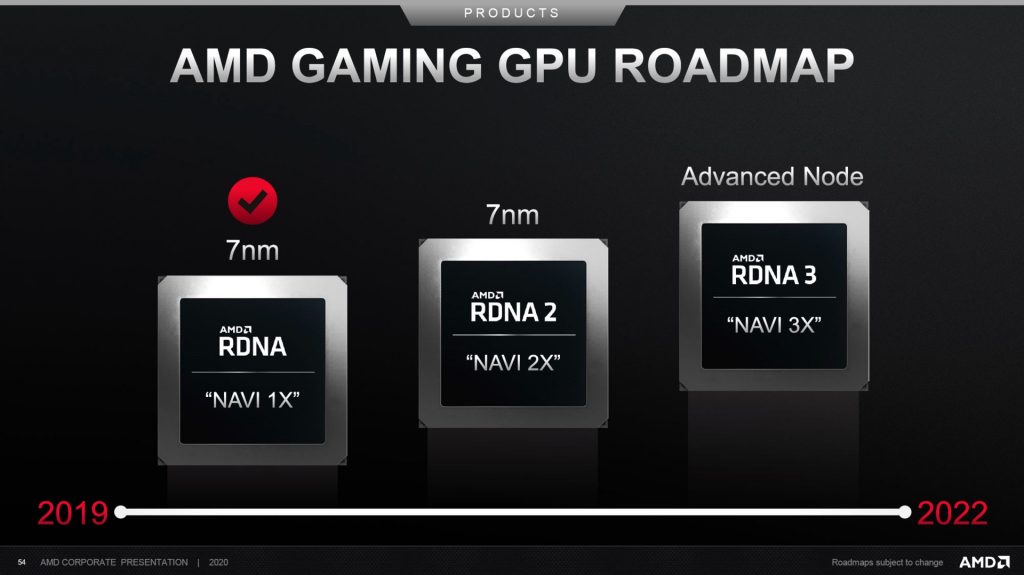 PRODUCTS
AMD GAMING GPU ROADMAP
7nm
AMD
RDNA
“NAVI 1X”
7nm
AMD
RDNA 2
“NAVI 2X”
Advanced Node
AMD
RDNA 3
“NAVI 3X”
2019
2022
54 AMD CORPORATE PRESENTATION | 2020
Roadmaps subject to change AMD